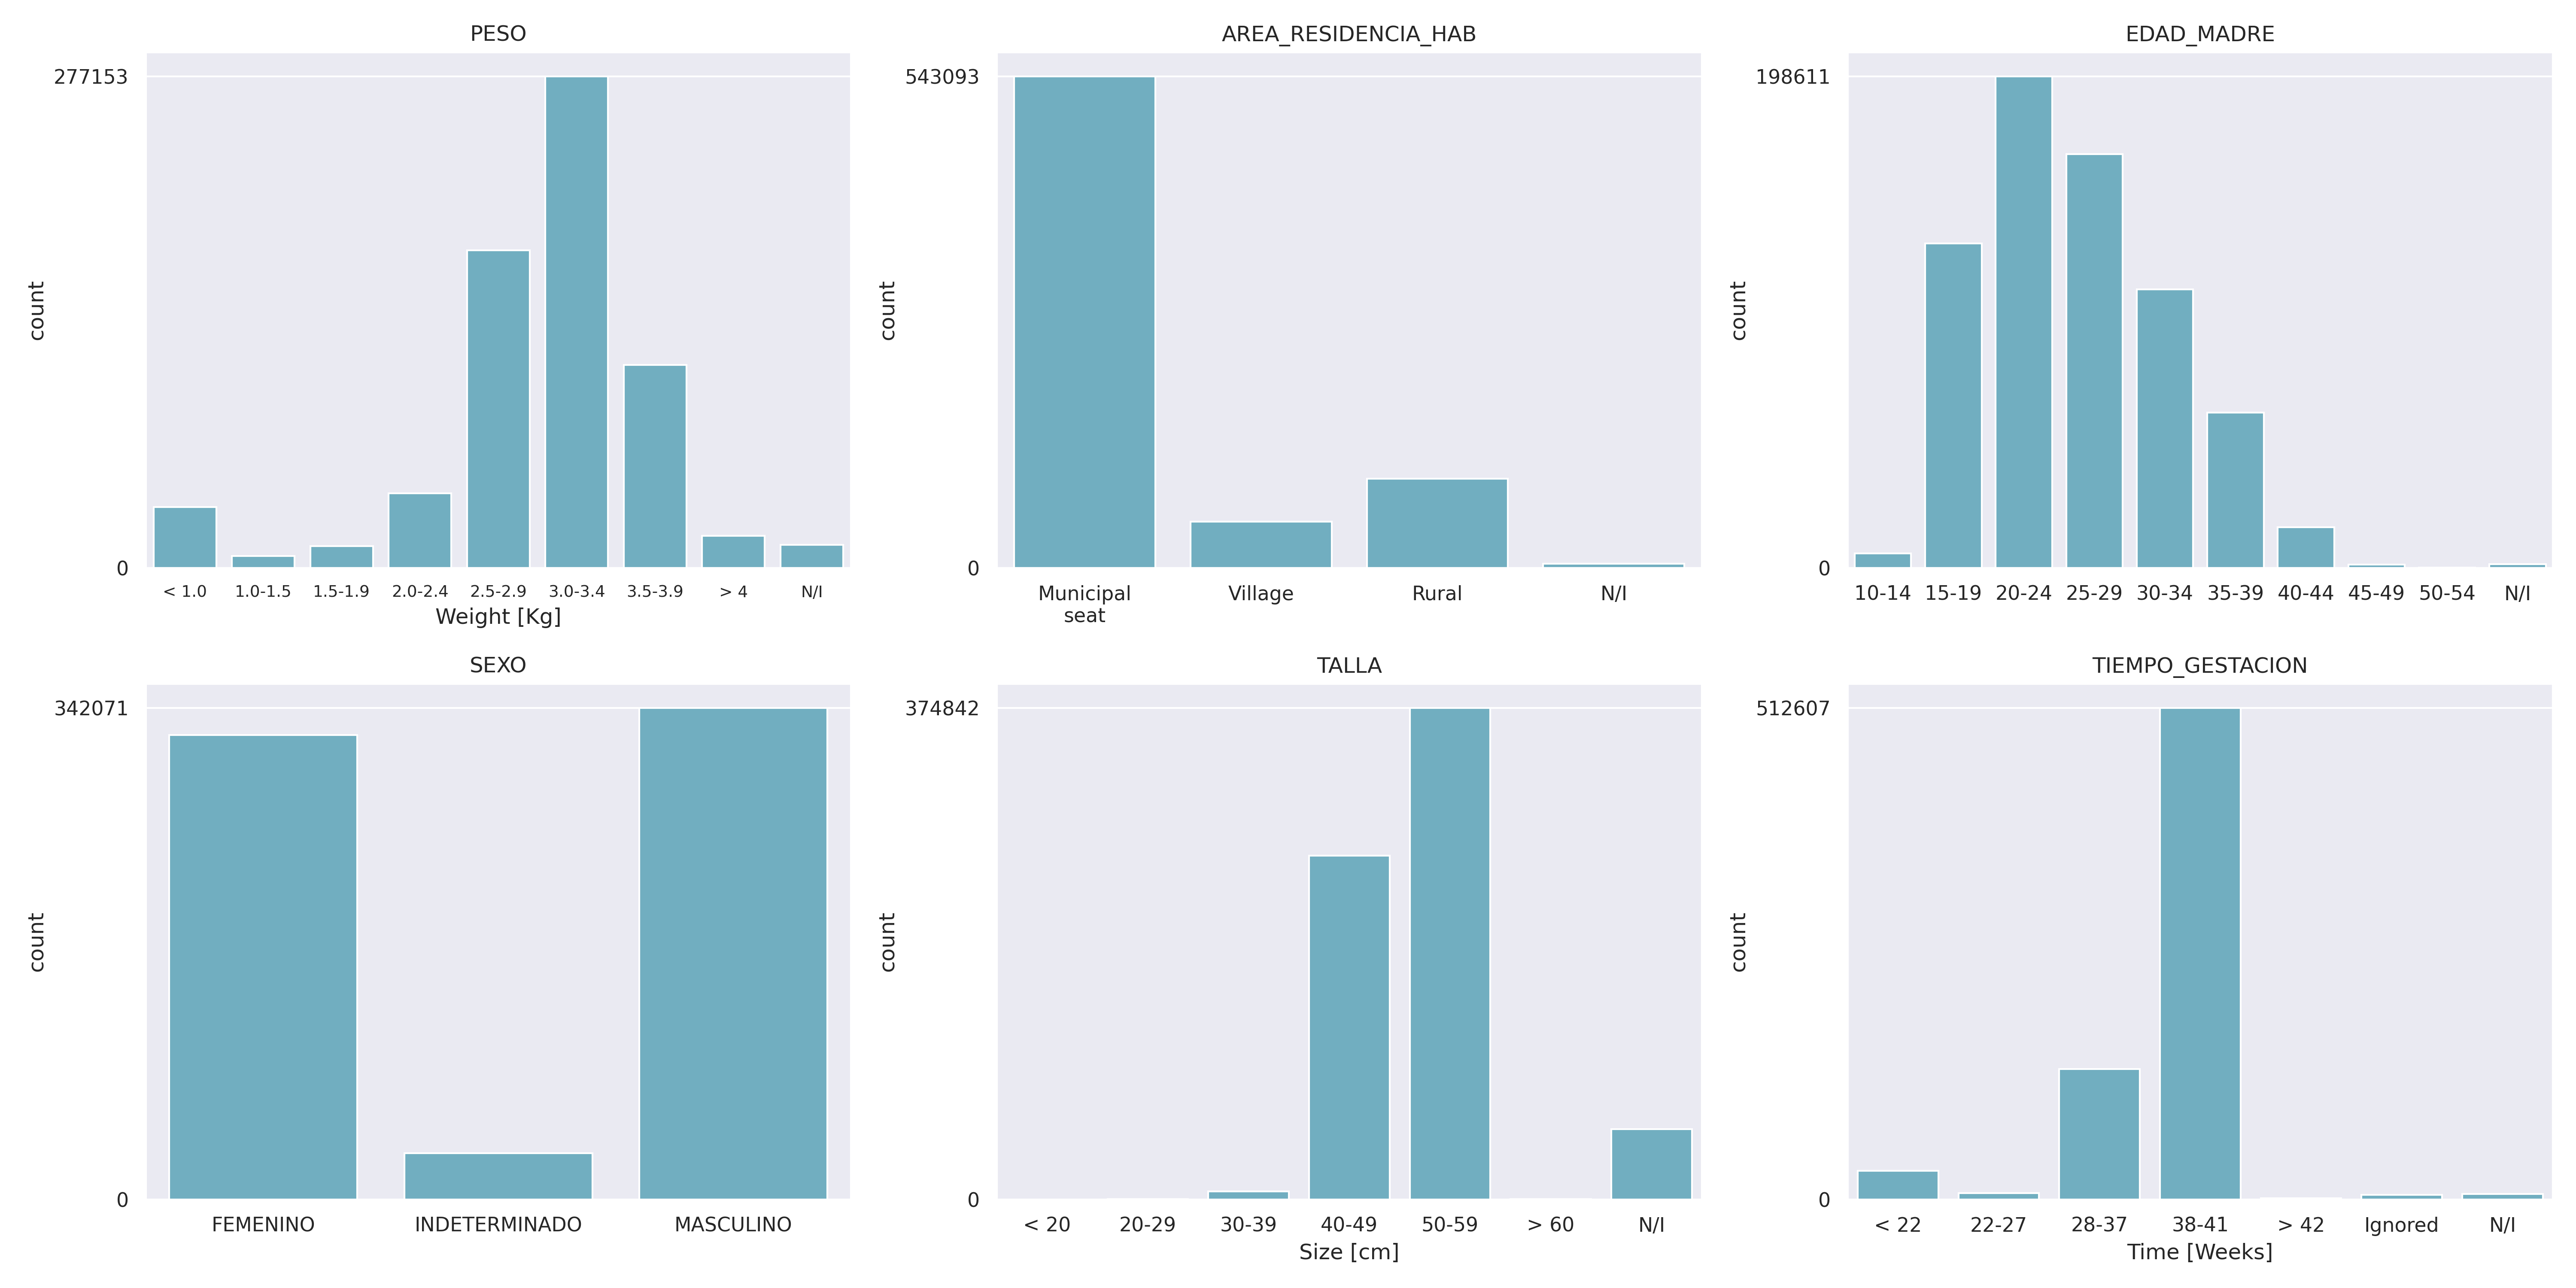 PESO
277153
0
count
< 1.0 1.0-1.5 1.5-1.9 2.0-2.4 2.5-2.9 3.0-3.4 3.5-3.9 > 4 N/I
Weight [Kg]
AREA_RESIDENCIA_HAB
543093
0
count
Municipal seat Village Rural N/I
EDAD_MADRE
198611
0
count
10-14 15-19 20-24 25-29 30-34 35-39 40-44 45-49 50-54 N/I
SEXO
342071
0
count
FEMENINO INDETERMINADO MASCULINO
TALLA
374842
0
count
< 20 20-29 30-39 40-49 50-59 > 60 N/I
Size [cm]
TIEMPO_GESTACION
512607
0
count
< 22 22-27 28-37 38-41 > 42 Ignored N/I
Time [Weeks]